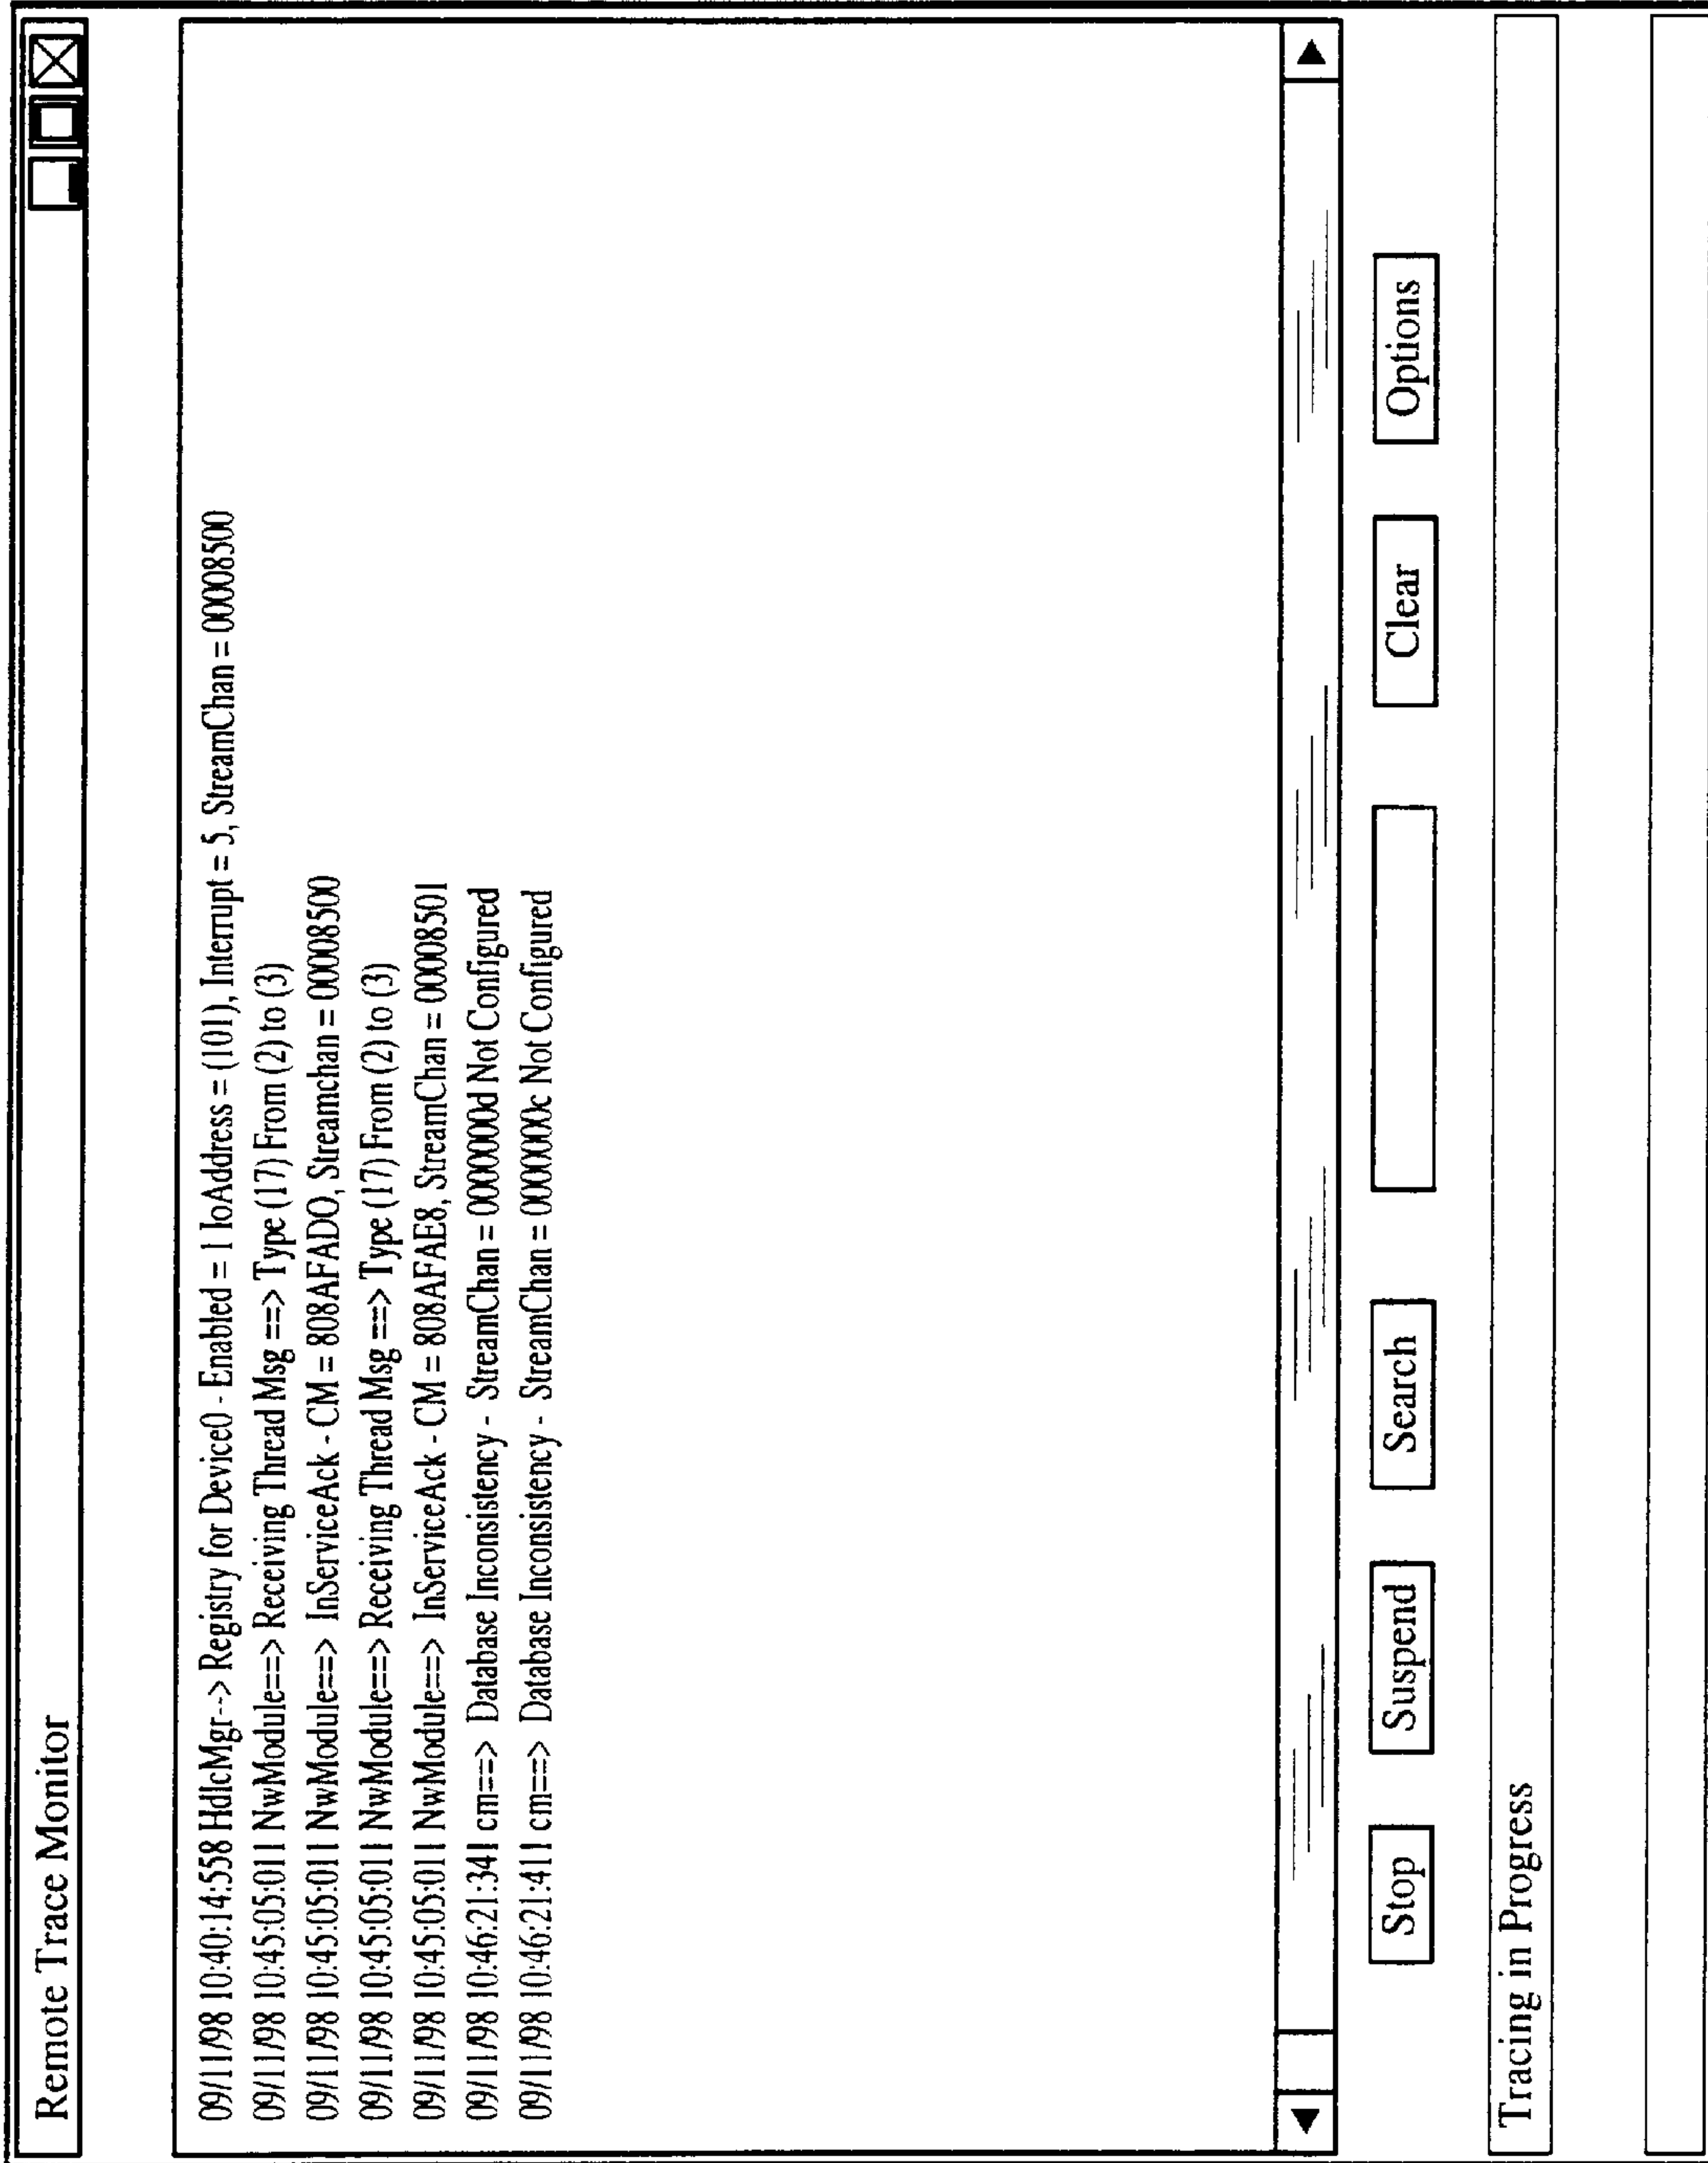 Remote Trace Monitor
09/11/98 10:40:14:558 HdlcMgr--> Registry for Device0 - Enabled = 1 IoAddress = (101), Interrupt = 5, StreamChan = 00008500
09/11/98 10:45:05:011 NwModule==> Receiving Thread Msg ==> Type (17) From (2) to (3)
09/11/98 10:45:05:011 NwModule==> InServiceAck - CM = 808AFADO, Streamchan = 00008500
09/11/98 10:45:05:011 NwModule==> Receiving Thread Msg ==> Type (17) From (2) to (3)
09/11/98 10:45:05:011 NwModule==> InServiceAck - CM = 808AFAE8, StreamChan = 00008501
09/11/98 10:46:21:341 cm==> Database Inconsistency - StreamChan = 0000000d Not Configured
09/11/98 10:46:21:411 cm==> Database Inconsistency - StreamChan = 000000c Not Configured
Stop Suspend Search Clear Options
Tracing in Progress